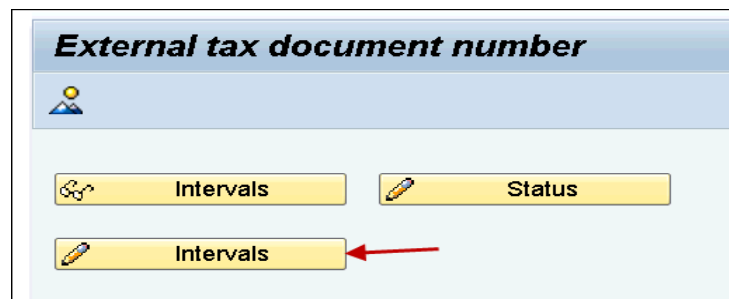 External tax document number
Intervals Status
Intervals